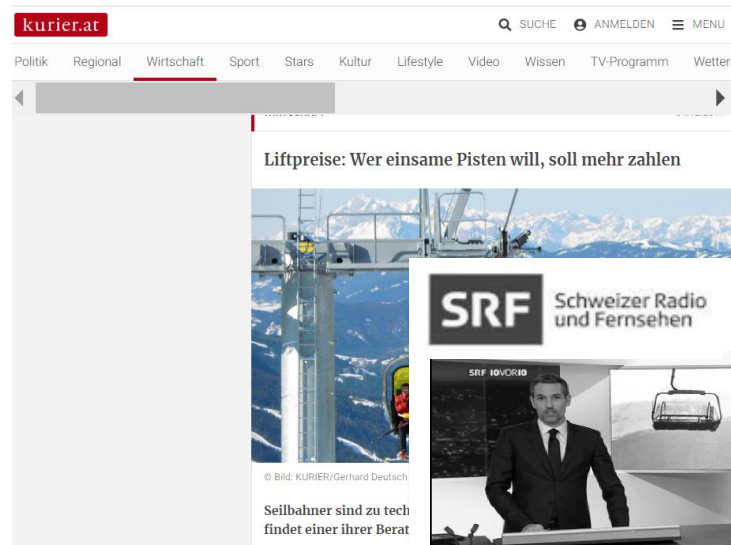 kurier.at
SUCHE ANMELDEN MENU
Politik Regional Wirtschaft Sport Stars Kultur Lifestyle Video Wissen TV-Programm Wetter
Liftpreise: Wer einsame Pisten will, soll mehr zahlen
SRF Schweizer Radio
und Fernsehen
SRF 10VOR10
© Bild: KURIER/Gerhard Deutsch
Seilbahner sind zu tech
findet einer ihrer Berat